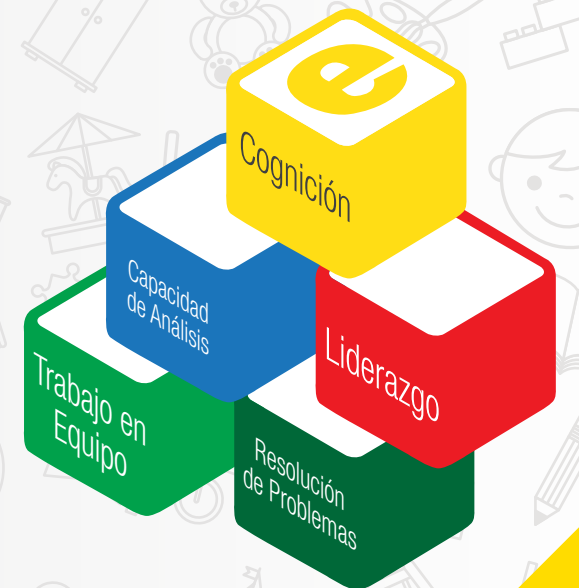 e
Cognición
Capacidad
de Análisis
Liderazgo
Trabajo en
Equipo
Resolución
de Problemas